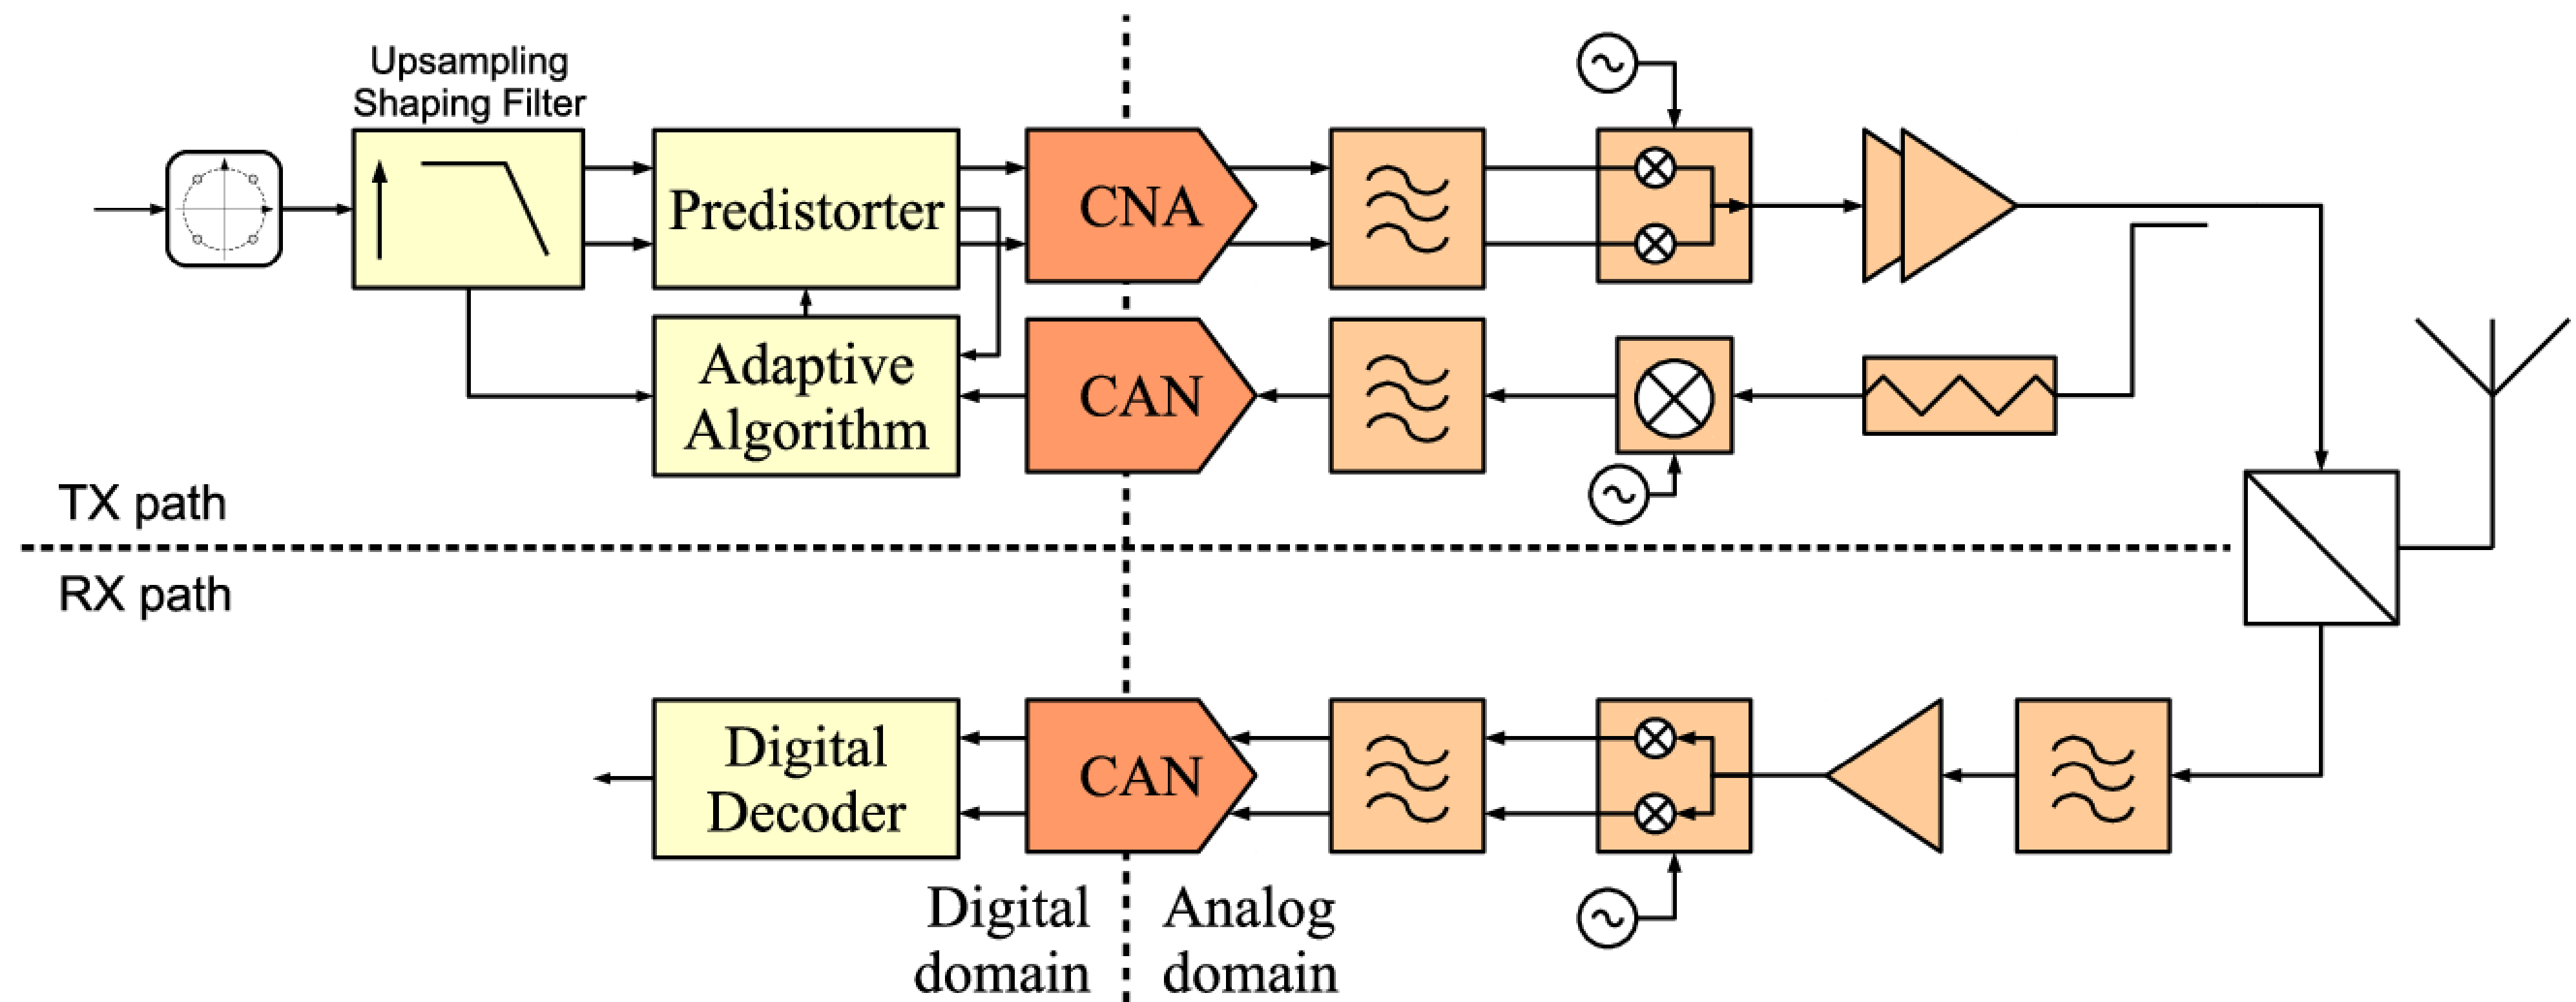 Upsampling
Shaping Filter
Predistorter
CNA
Adaptive
Algorithm
CAN
TX path
RX path
Digital
Decoder
CAN
Digital
domain
Analog
domain